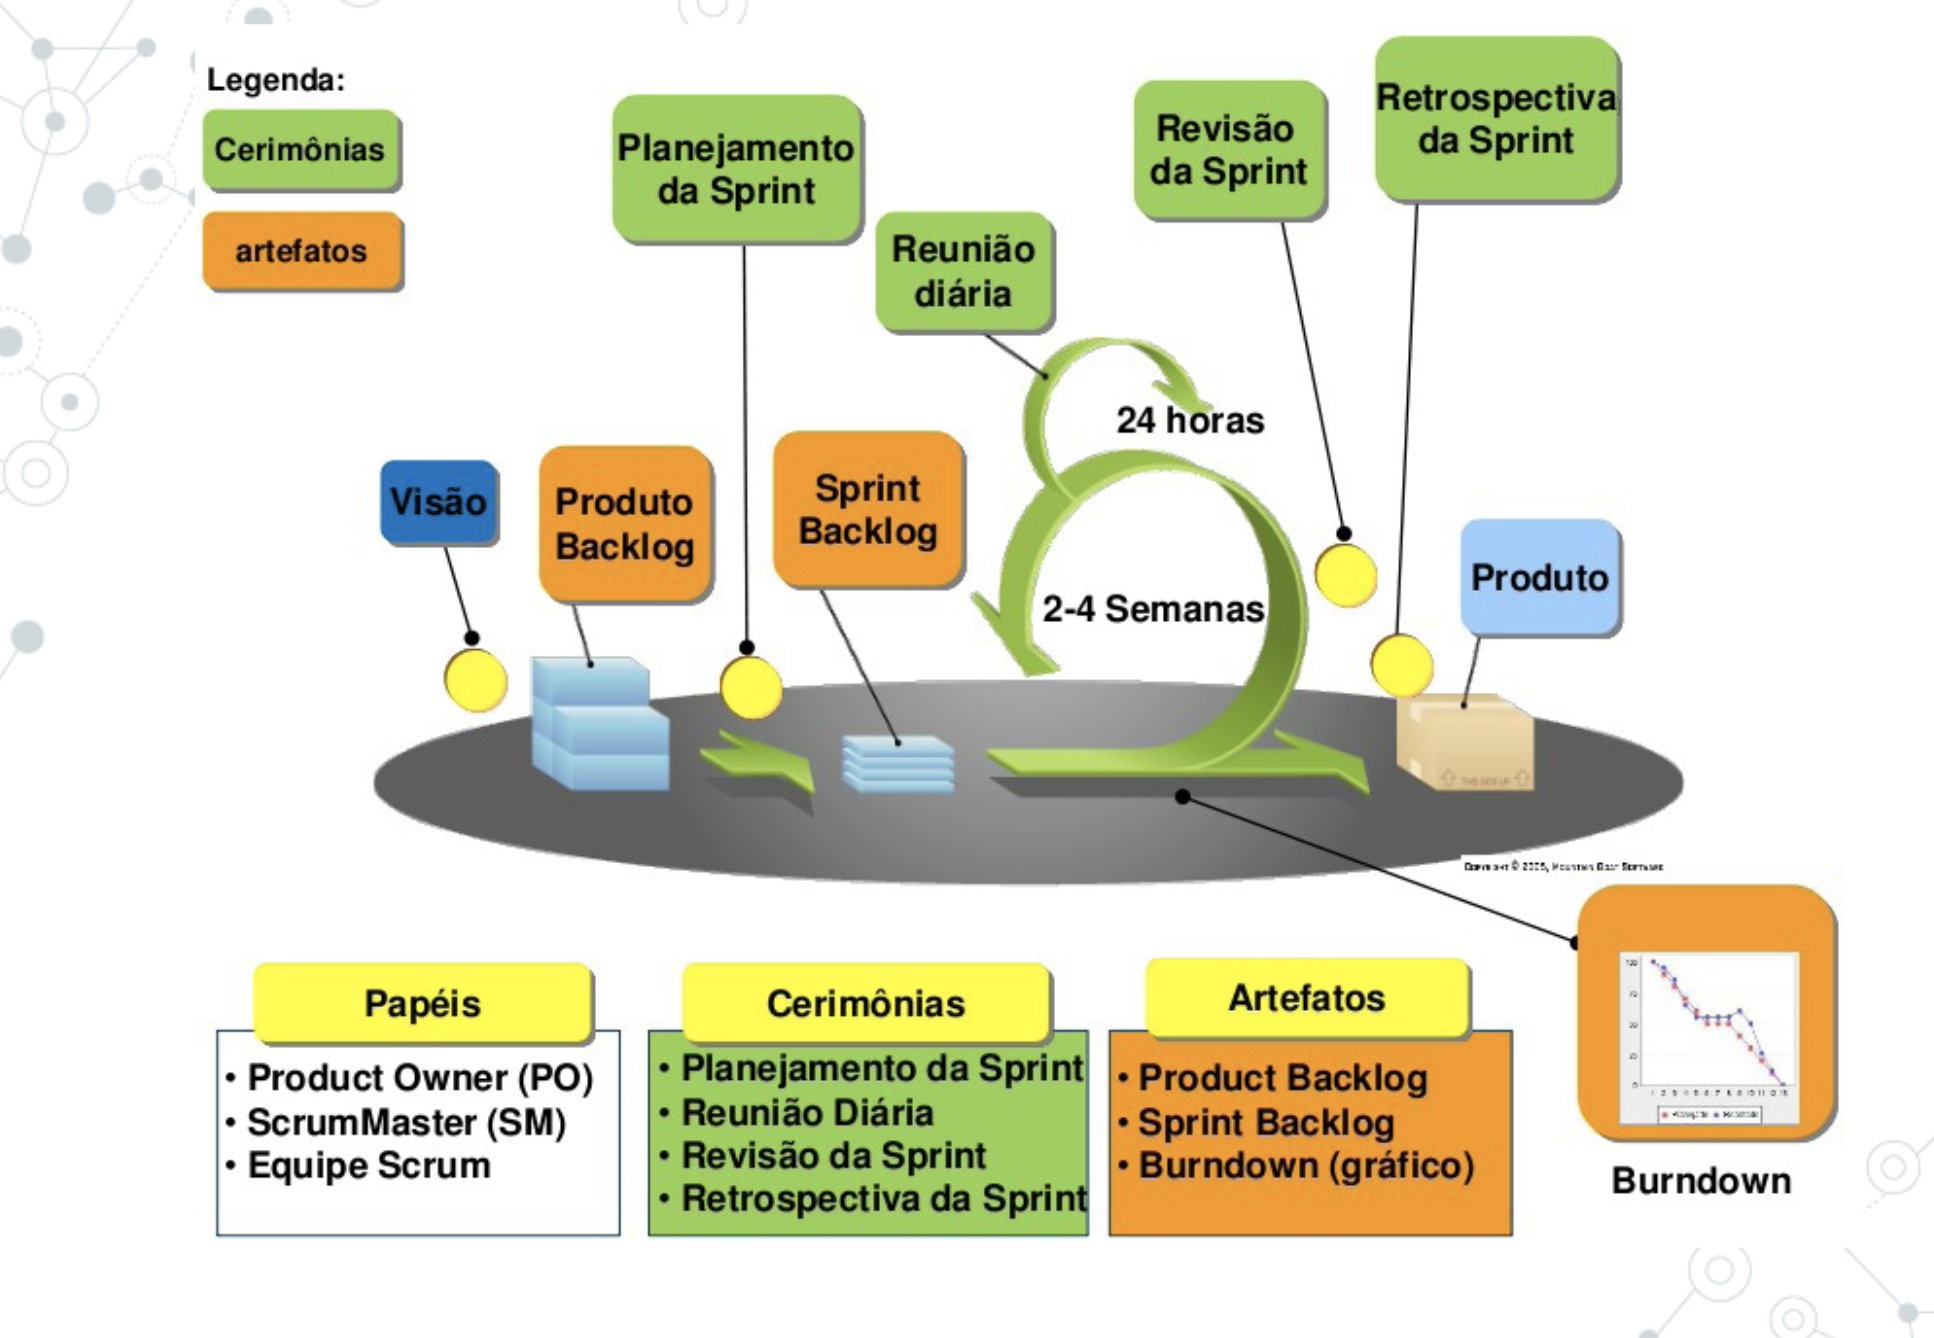 Legenda:
Cerimônias
artefatos
Planejamento
da Sprint
Reunião
diária
Revisão
da Sprint
Retrospectiva
da Sprint
24 horas
Visão
Produto
Backlog
Sprint
Backlog
2-4 Semanas
Produto
THIS SIDE UP
Copyright © 2005, Mountain Goat Software
Papéis
• Product Owner (PO)
• ScrumMaster (SM)
• Equipe Scrum
Cerimônias
• Planejamento da Sprint
• Reunião Diária
• Revisão da Sprint
• Retrospectiva da Sprint
Artefatos
• Product Backlog
• Sprint Backlog
• Burndown (gráfico)
Burndown